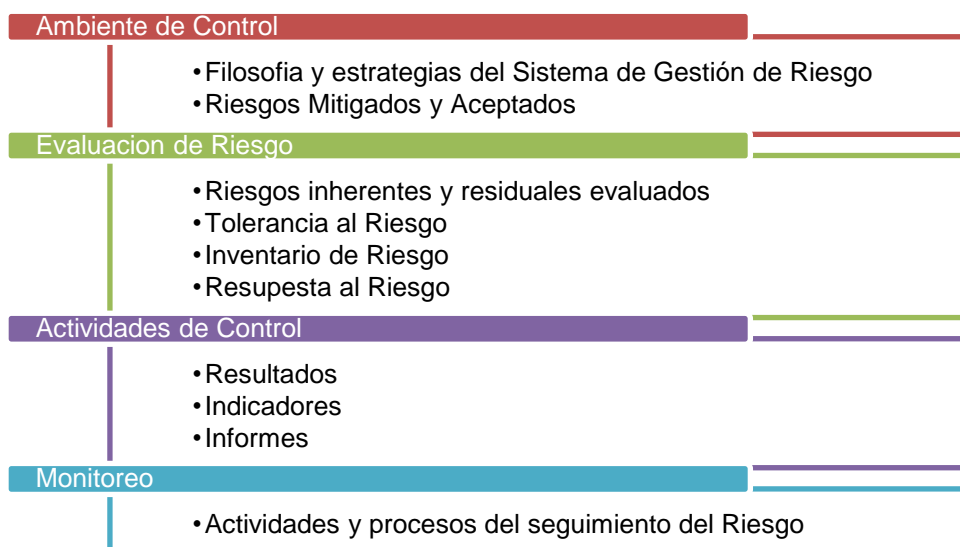 Ambiente de Control
•Filosofia y estrategias del Sistema de Gestión de Riesgo
•Riesgos Mitigados y Aceptados
Evaluacion de Riesgo
•Riesgos inherentes y residuales evaluados
•Tolerancia al Riesgo
•Inventario de Riesgo
•Resupesta al Riesgo
Actividades de Control
•Resultados
•Indicadores
•Informes
Monitoreo
•Actividades y procesos del seguimiento del Riesgo